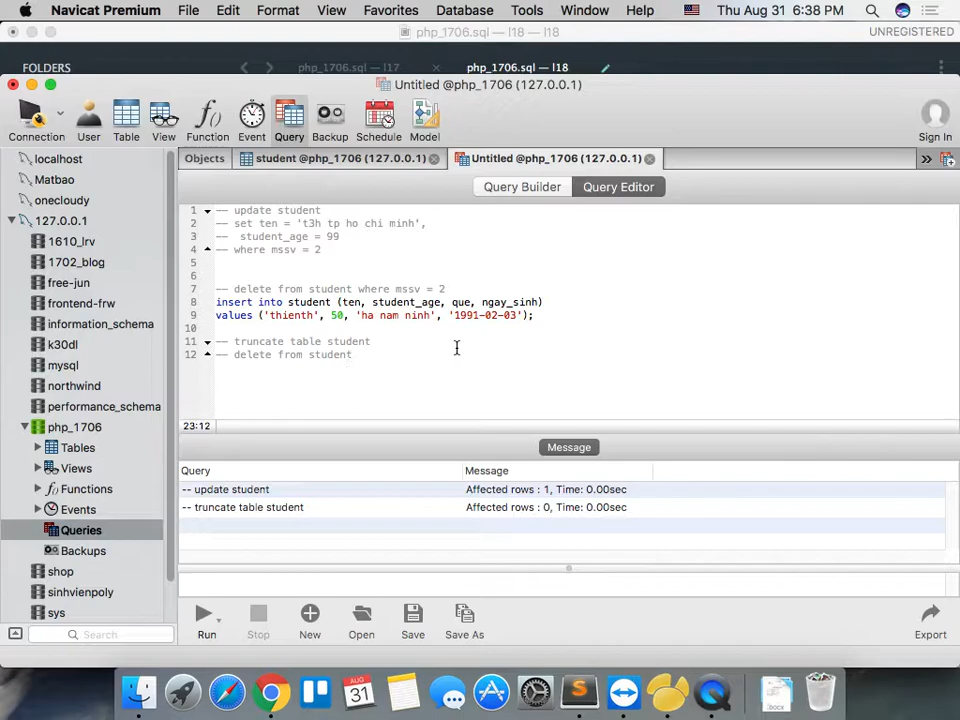 Navicat Premium File Edit View Favorites Database Tools Window Help Thu Aug 31 6:38 PM
php_1706.sql — l18 — l18 UNREGISTERED
FOLDERS php_1706.sql — l17 php_1706.sql — l18
Untitled @php_1706 (127.0.0.1)
Connection User Table View Function Event Query Backup Schedule Model Sign In
Objects student @php_1706 (127.0.0.1) Untitled @php_1706 (127.0.0.1)
Query Builder Query Editor
localhost
Matbao
onecloudy
127.0.0.1
1610_lrv
1702_blog
free-jun
frontend-frw
information_schema
k30dl
mysql
northwind
performance_schema
php_1706
Tables
Views
Functions
Events
Queries
Backups
shop
sinhvienpoly
sys
Search
1 -- update student
2 -- set ten = 't3h tp ho chi minh',
3 -- student_age = 99
4 -- where mssv = 2
5
6
7 -- delete from student where mssv = 2
8 insert into student (ten, student_age, que, ngay_sinh)
9 values ('thienth', 50, 'ha nam ninh', '1991-02-03');
10
11 -- truncate table student
12 -- delete from student
23:12
Message
Query Message
-- update student Affected rows : 1, Time: 0.00sec
-- truncate table student Affected rows : 0, Time: 0.00sec
Run Stop New Open Save Save As Export
AUG
31
.docx